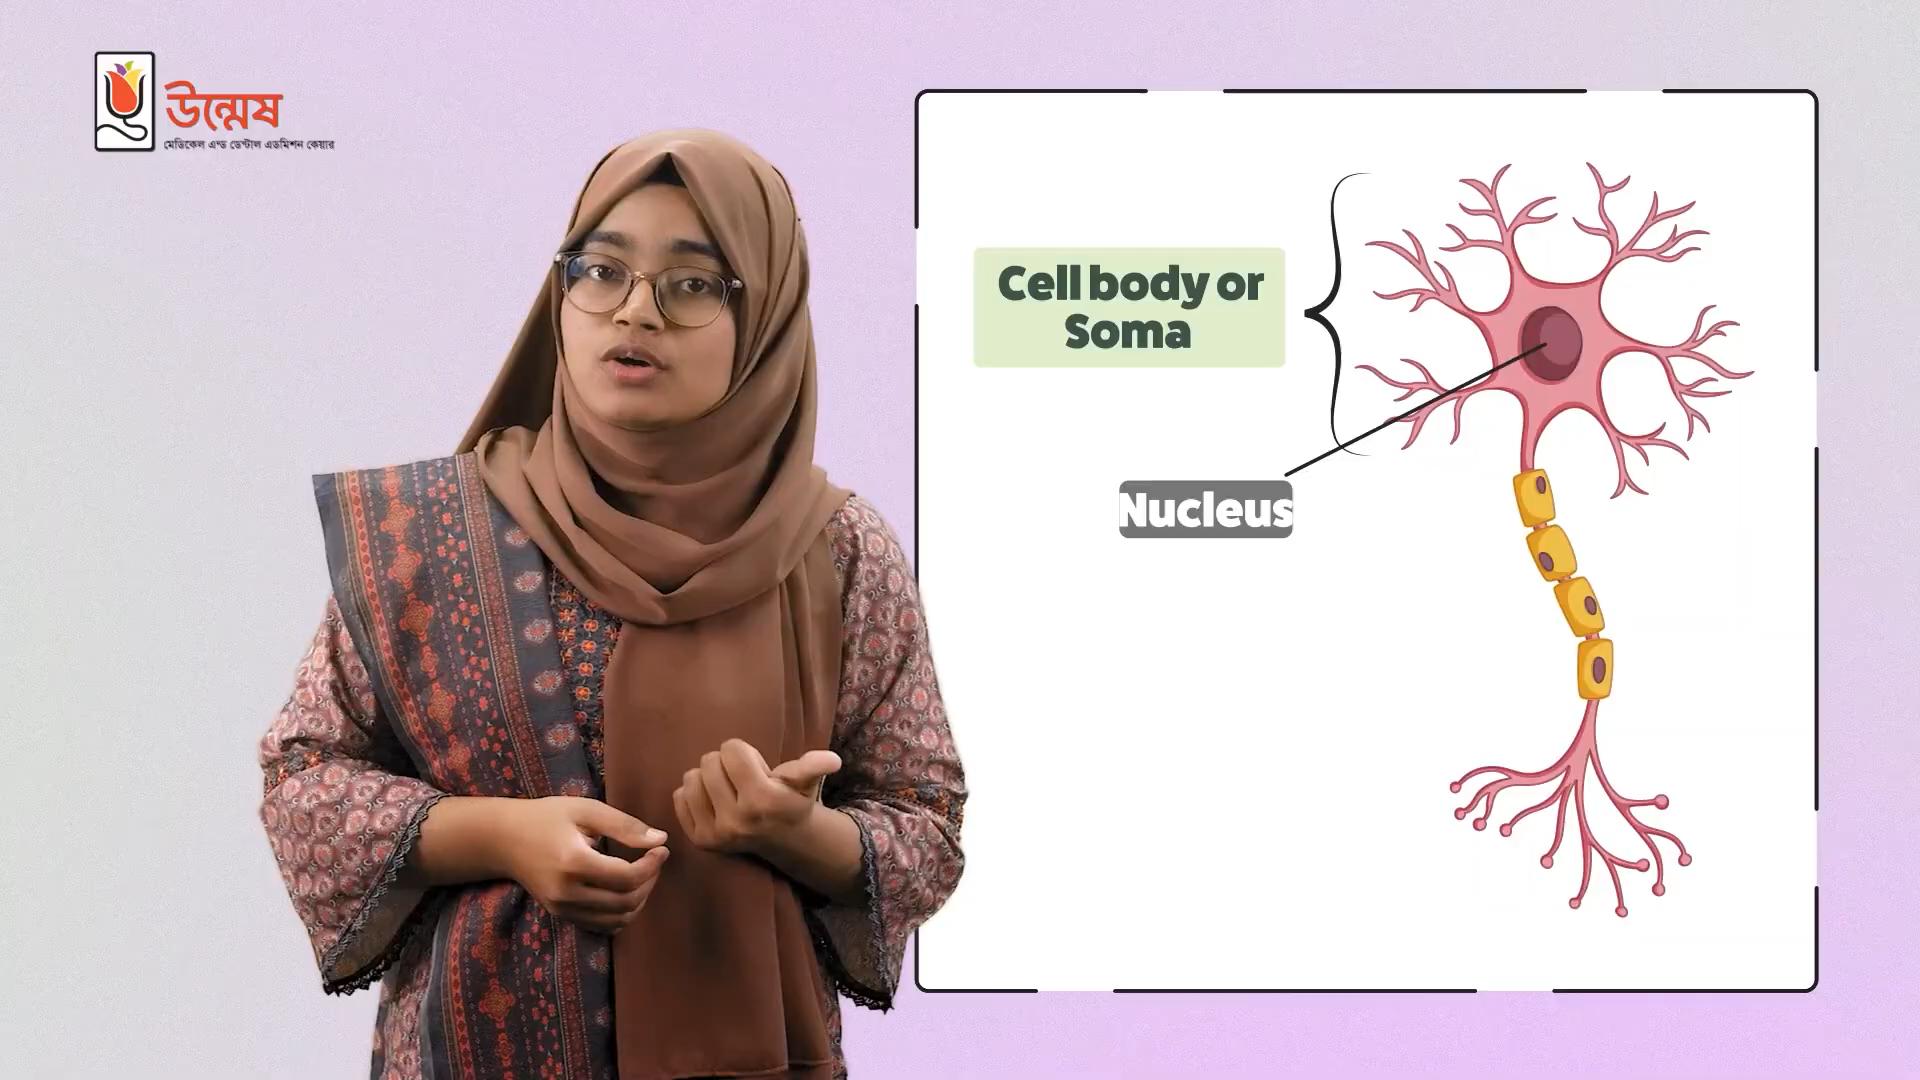 উন্মেষ
মেডিকেল এন্ড ডেন্টাল এডমিশন কেয়ার
Cell body or
Soma
Nucleus